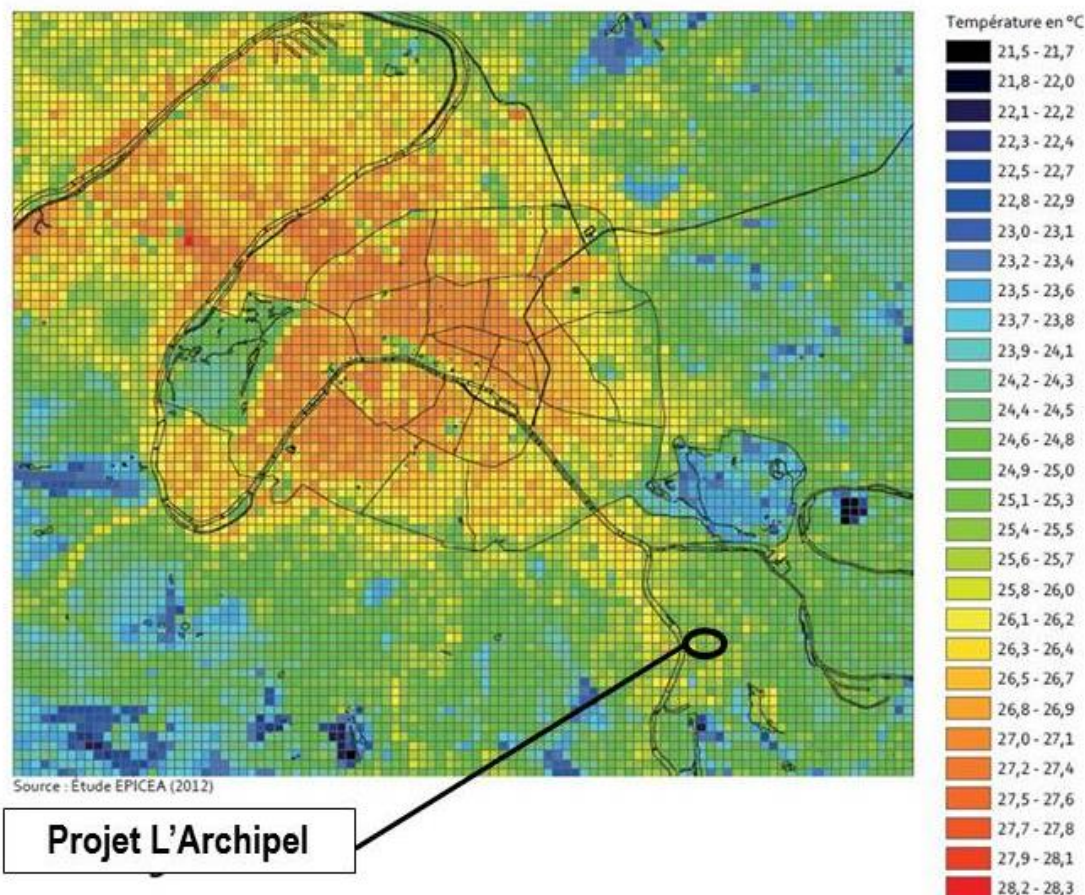 Température en °C
21,5 - 21,7
21,8 - 22,0
22,1 - 22,2
22,3 - 22,4
22,5 - 22,7
22,8 - 22,9
23,0 - 23,1
23,2 - 23,4
23,5 - 23,6
23,7 - 23,8
23,9 - 24,1
24,2 - 24,3
24,4 - 24,5
24,6 - 24,8
24,9 - 25,0
25,1 - 25,3
25,4 - 25,5
25,6 - 25,7
25,8 - 26,0
26,1 - 26,2
26,3 - 26,4
26,5 - 26,7
26,8 - 26,9
27,0 - 27,1
27,2 - 27,4
27,5 - 27,6
27,7 - 27,8
27,9 - 28,1
28,2 - 28,3
Source : Étude EPICEA (2012)
Projet L'Archipel